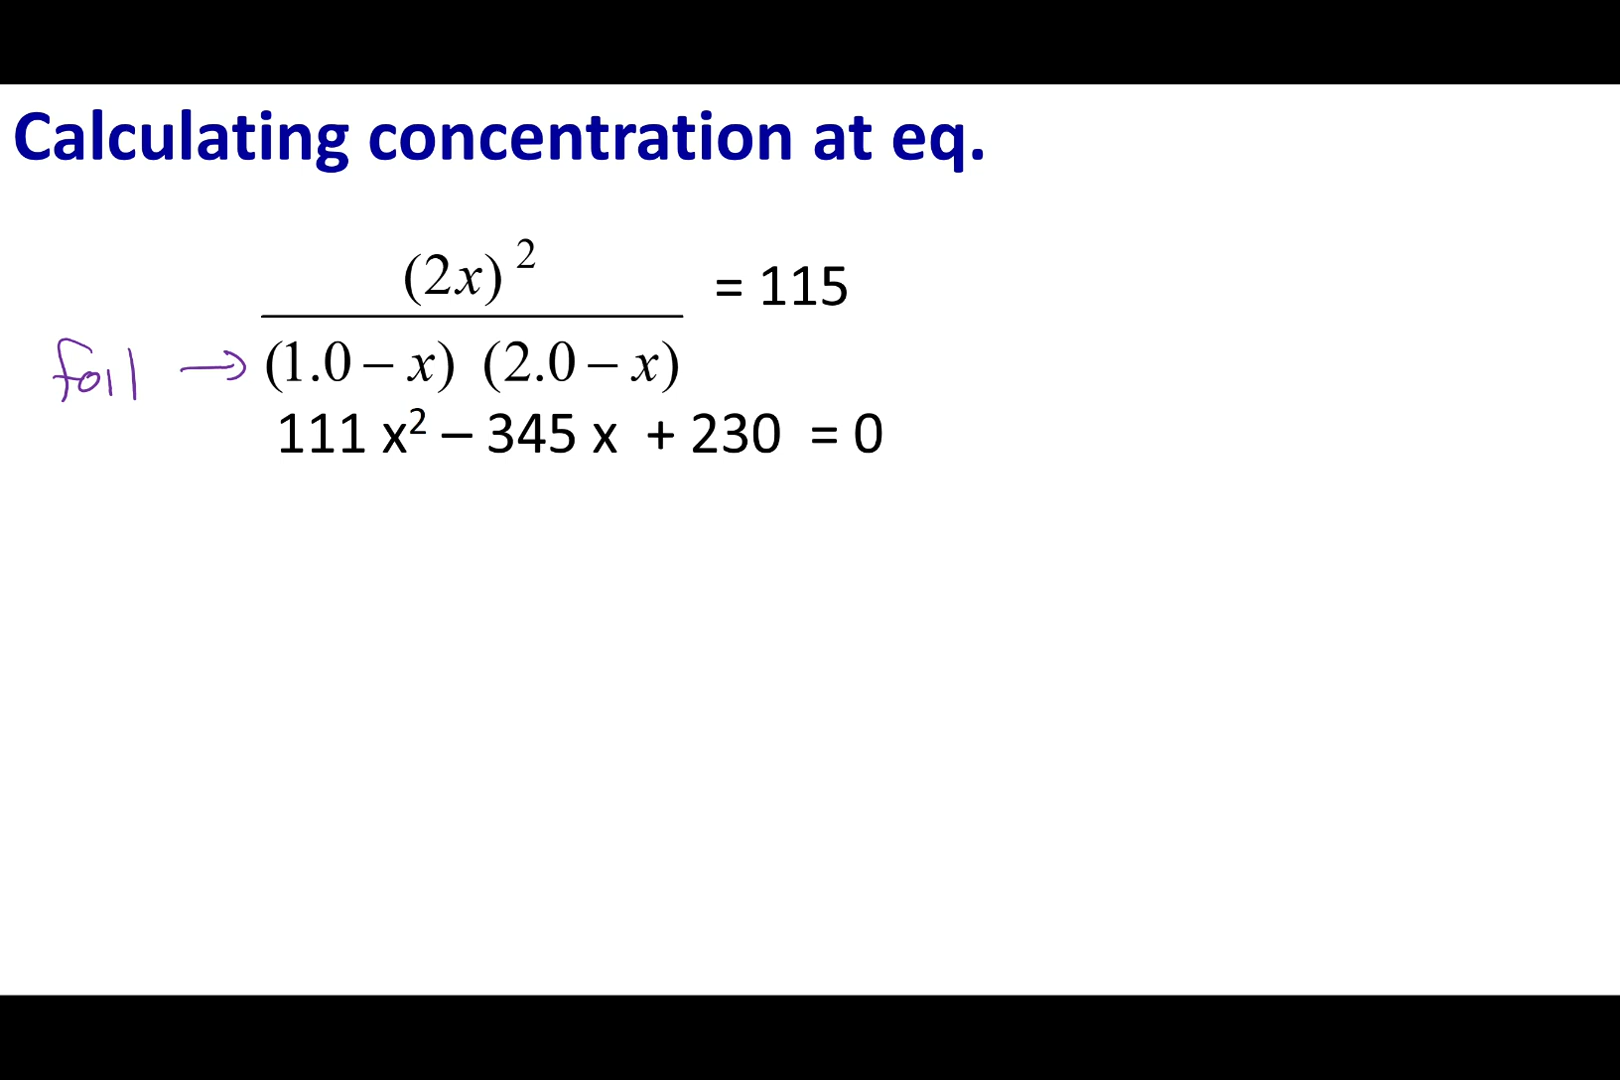 Calculating concentration at eq.
(2x)² = 115
foil → (1.0 – x) (2.0 – x)
111 x² – 345 x + 230 = 0